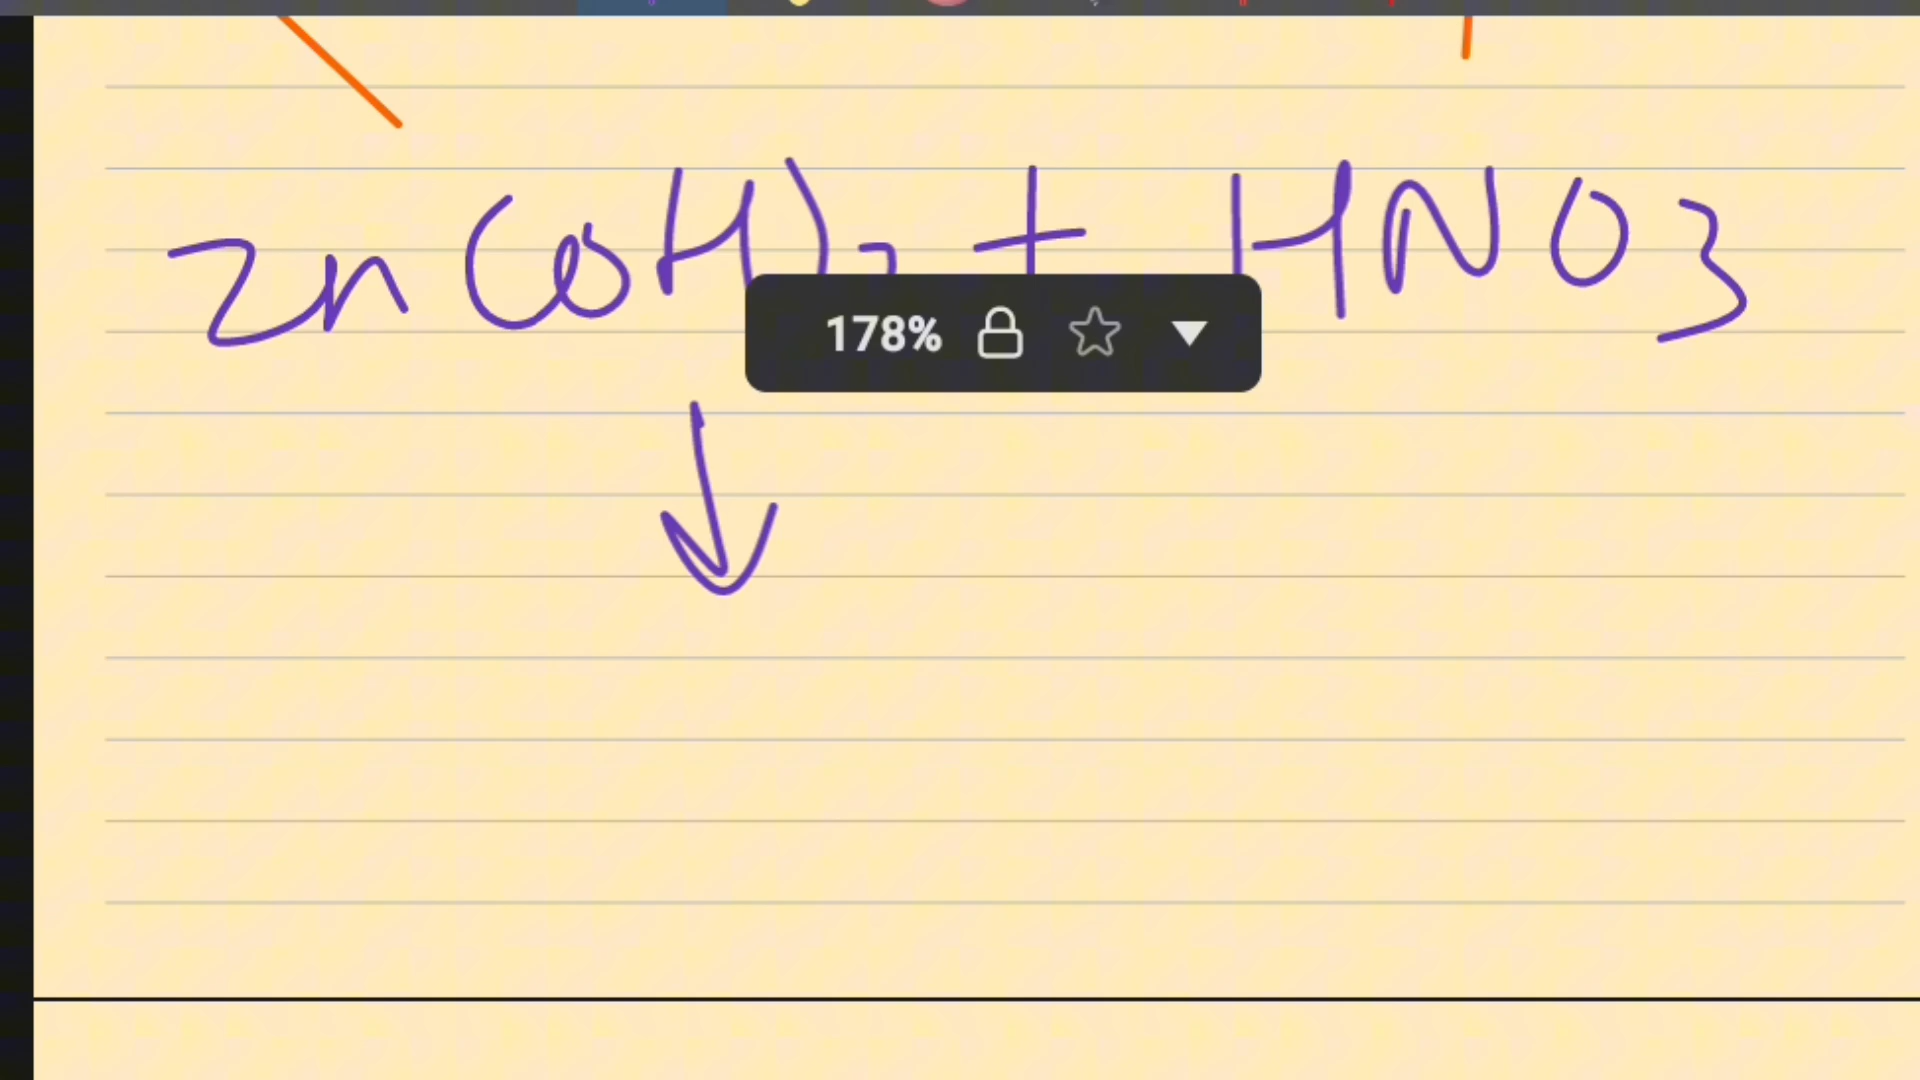 Zn(OH)₂ + HNO3
178%
↓